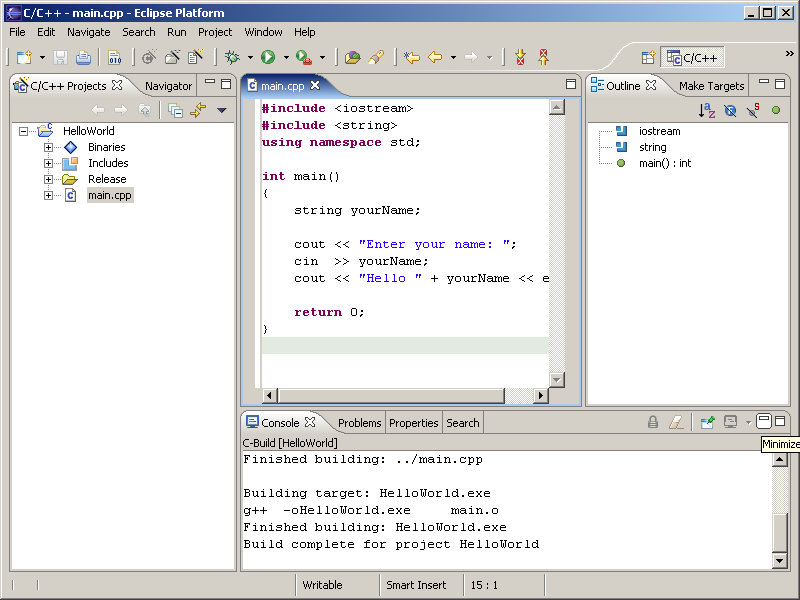 C/C++ - main.cpp - Eclipse Platform
File Edit Navigate Search Run Project Window Help
010
C/C++
»
C/C++ Projects Navigator
HelloWorld
Binaries
Includes
Release
main.cpp
main.cpp
#include <iostream>
#include <string>
using namespace std;
int main()
{
string yourName;
cout << "Enter your name: ";
cin >> yourName;
cout << "Hello " + yourName << e
return 0;
}
Outline Make Targets
iostream
string
main() : int
Console Problems Properties Search
Minimize
C-Build [HelloWorld]
Finished building: ../main.cpp
Building target: HelloWorld.exe
g++ -oHelloWorld.exe main.o
Finished building: HelloWorld.exe
Build complete for project HelloWorld
Writable Smart Insert 15 : 1